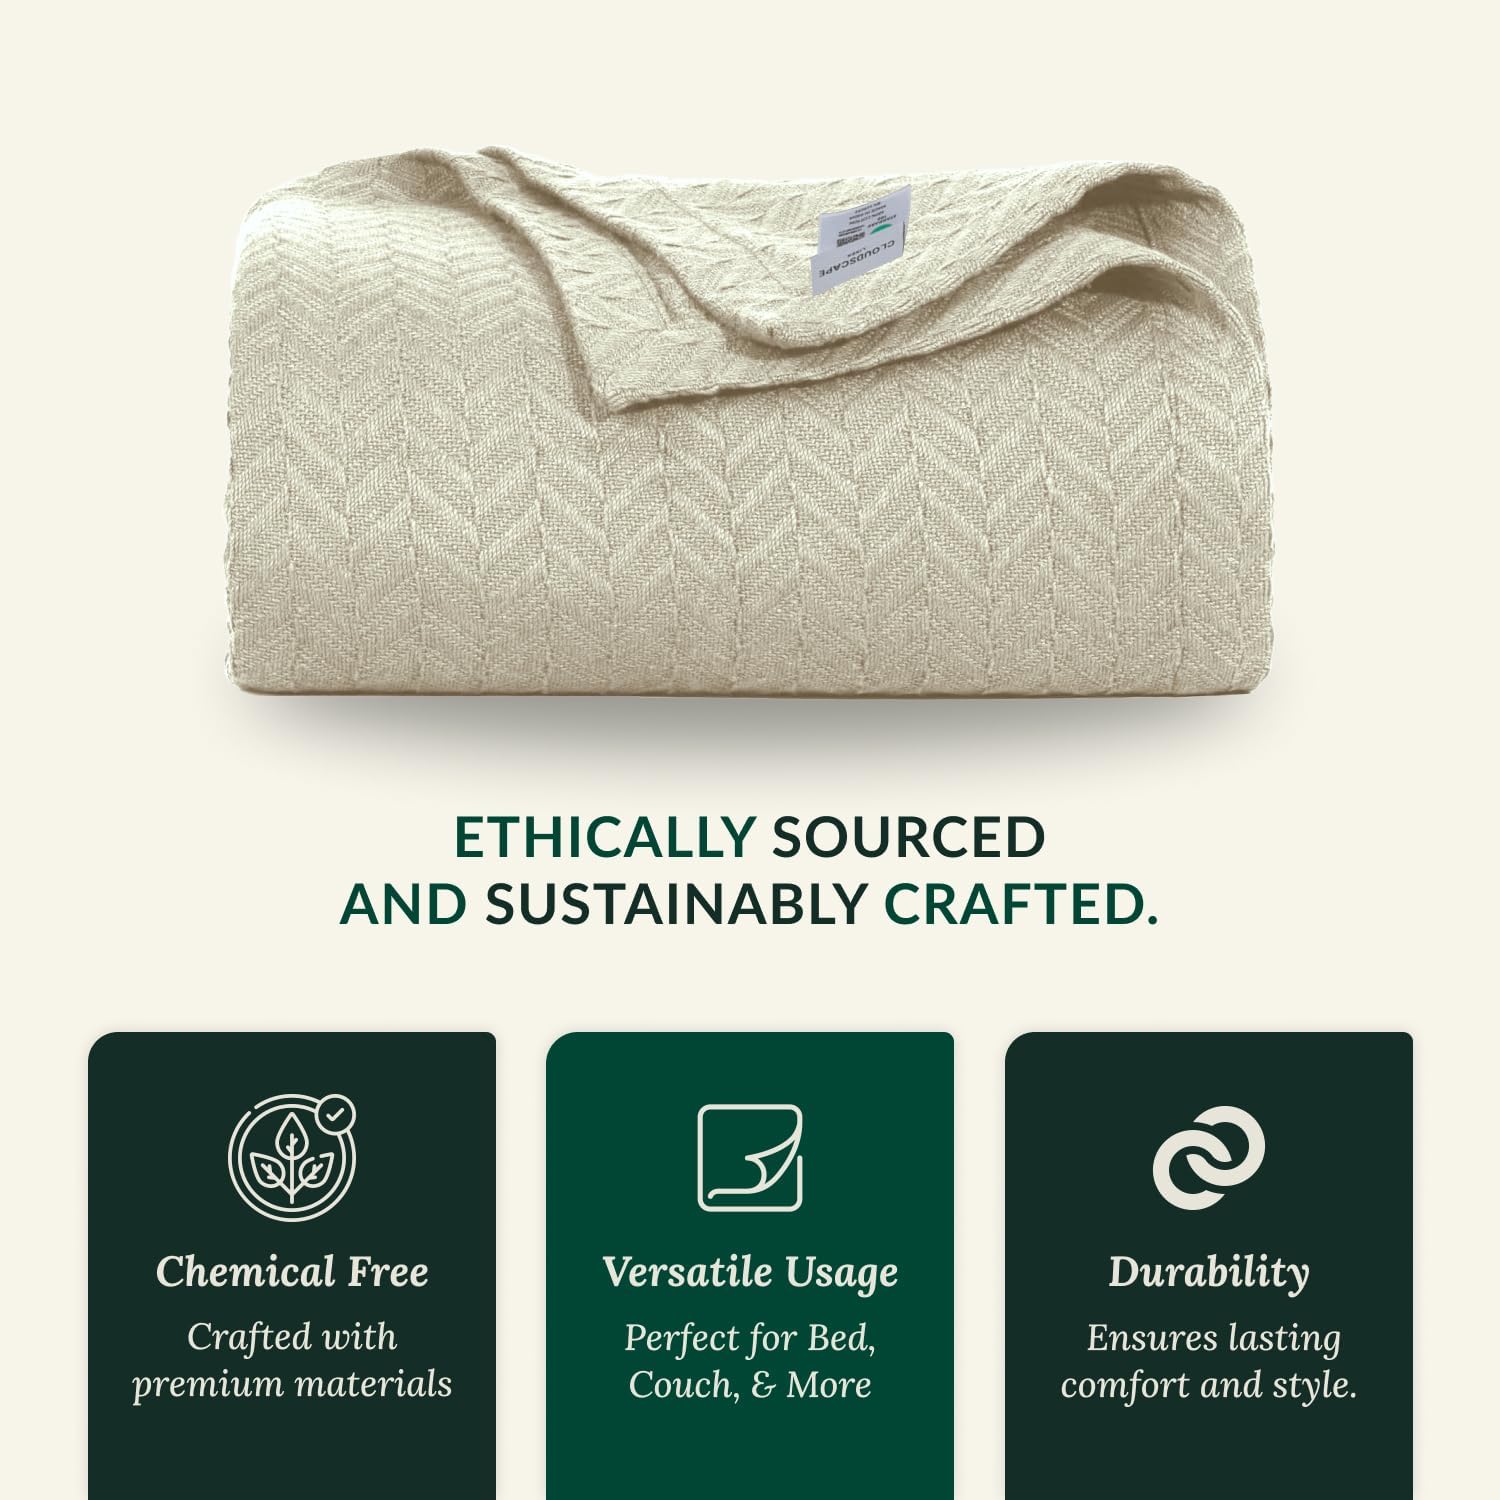 CLOUDSCAPE
LINEN
ETHICALLY SOURCED
AND SUSTAINABLY CRAFTED.
Chemical Free
Crafted with
premium materials
Versatile Usage
Perfect for Bed,
Couch, & More
Durability
Ensures lasting
comfort and style.